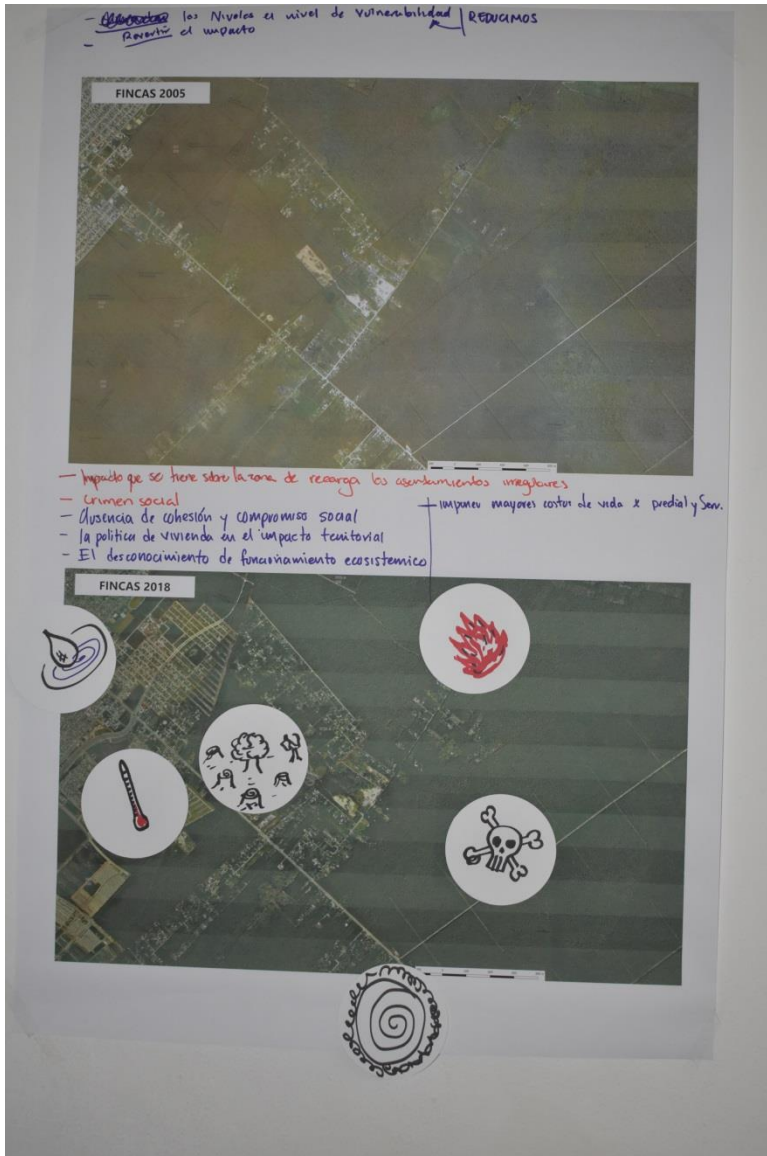 - los Niveles el nivel de vulnerabilidad | REDUCIMOS
- Revertir el impacto
FINCAS 2005
- Impacto que se tiene sobre la zona de recarga los asentamientos irregulares
- Crimen social
- Ausencia de cohesión y compromiso social
- la politica de vivienda en el impacto territorial
- El desconocimiento de funcionamiento ecosistemico
imponer mayores costos de vida x predial y Serv.
FINCAS 2018